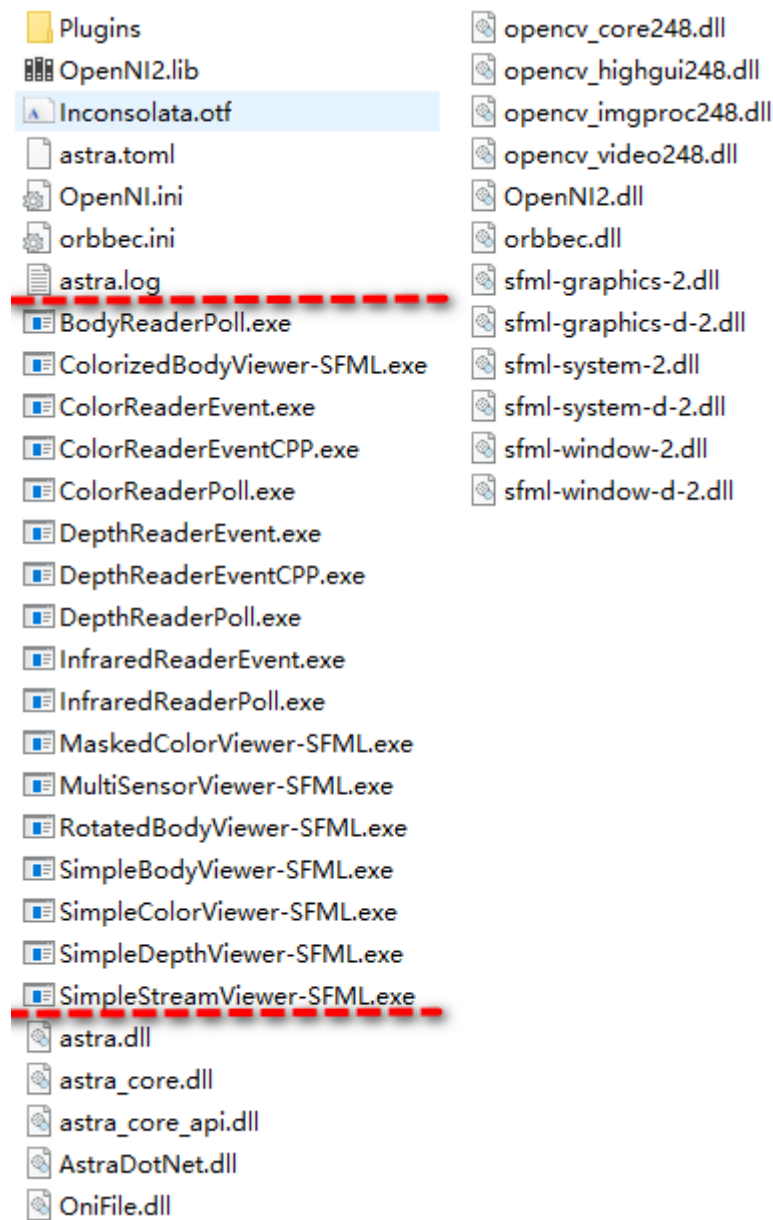 Plugins
OpenNI2.lib
Inconsolata.otf
astra.toml
OpenNI.ini
orbbec.ini
astra.log
BodyReaderPoll.exe
ColorizedBodyViewer-SFML.exe
ColorReaderEvent.exe
ColorReaderEventCPP.exe
ColorReaderPoll.exe
DepthReaderEvent.exe
DepthReaderEventCPP.exe
DepthReaderPoll.exe
InfraredReaderEvent.exe
InfraredReaderPoll.exe
MaskedColorViewer-SFML.exe
MultiSensorViewer-SFML.exe
RotatedBodyViewer-SFML.exe
SimpleBodyViewer-SFML.exe
SimpleColorViewer-SFML.exe
SimpleDepthViewer-SFML.exe
SimpleStreamViewer-SFML.exe
astra.dll
astra_core.dll
astra_core_api.dll
AstraDotNet.dll
OniFile.dll
opencv_core248.dll
opencv_highgui248.dll
opencv_imgproc248.dll
opencv_video248.dll
OpenNI2.dll
orbbec.dll
sfml-graphics-2.dll
sfml-graphics-d-2.dll
sfml-system-2.dll
sfml-system-d-2.dll
sfml-window-2.dll
sfml-window-d-2.dll